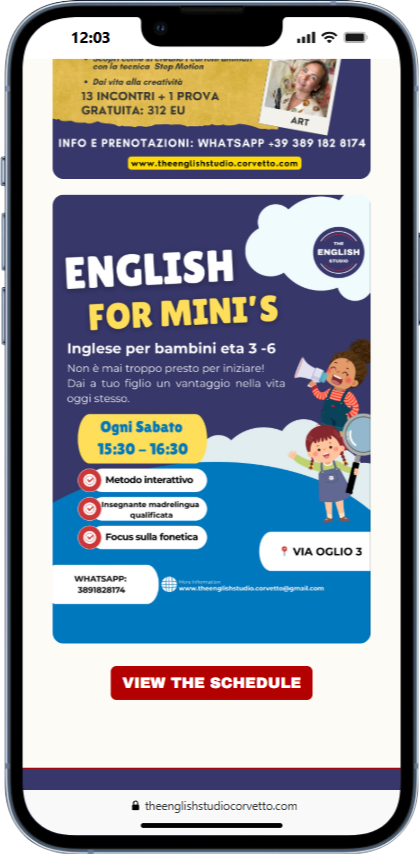 12:03
con la tecnica Stop Motion
• Dai vita alla creatività
13 INCONTRI + 1 PROVA
GRATUITA: 312 EU
ART
INFO E PRENOTAZIONI: WHATSAPP +39 389 182 8174
www.theenglishstudio.corvetto.com
THE
ENGLISH
STUDIO
ENGLISH
FOR MINI'S
Inglese per bambini eta 3 -6
Non è mai troppo presto per iniziare!
Dai a tuo figlio un vantaggio nella vita
oggi stesso.
Ogni Sabato
15:30 – 16:30
Metodo interattivo
Insegnante madrelingua
qualificata
Focus sulla fonetica
📍 VIA OGLIO 3
WHATSAPP:
3891828174
More Information
www.theenglishstudio.corvetto@gmail.com
VIEW THE SCHEDULE
theenglishstudiocorvetto.com